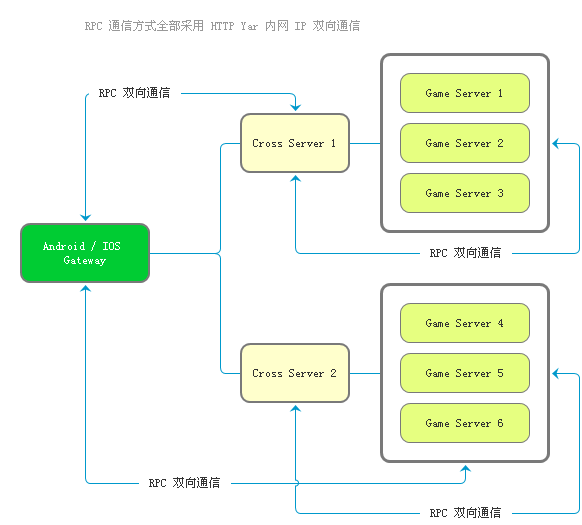 RPC 通信方式全部采用 HTTP Yar 内网 IP 双向通信
RPC 双向通信
Game Server 1
Cross Server 1
Game Server 2
Game Server 3
Android / IOS
Gateway
RPC 双向通信
Game Server 4
Cross Server 2
Game Server 5
Game Server 6
RPC 双向通信
RPC 双向通信